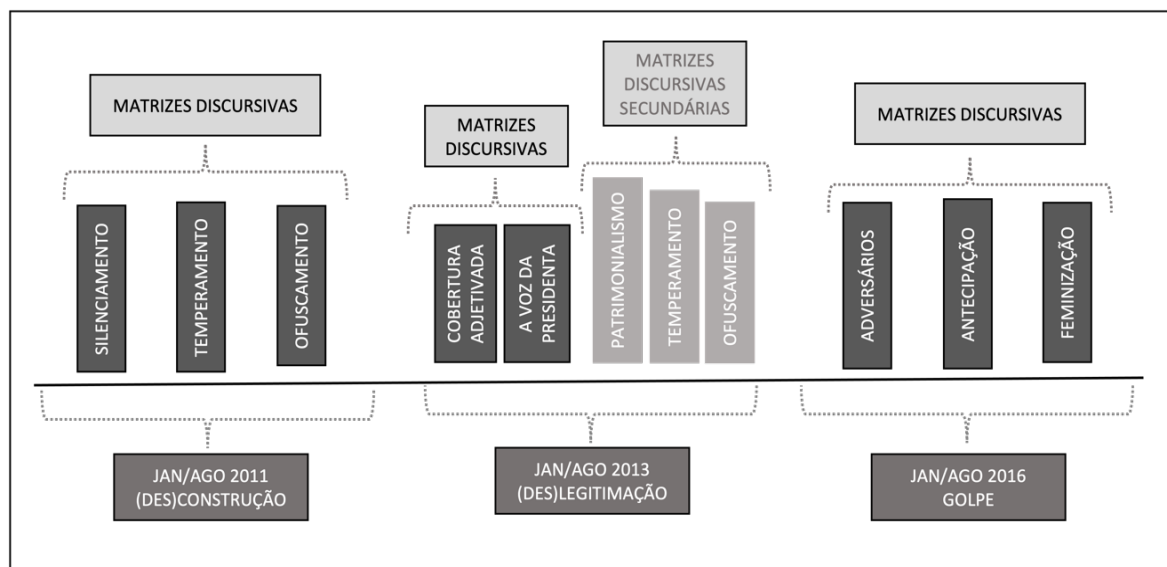 MATRIZES DISCURSIVAS
SILENCIAMENTO
TEMPERAMENTO
OFUSCAMENTO
JAN/AGO 2011
(DES)CONSTRUÇÃO
MATRIZES
DISCURSIVAS
COBERTURA
ADJETIVADA
A VOZ DA
PRESIDENTA
MATRIZES
DISCURSIVAS
SECUNDÁRIAS
PATRIMONIALISMO
TEMPERAMENTO
OFUSCAMENTO
JAN/AGO 2013
(DES)LEGITIMAÇÃO
MATRIZES DISCURSIVAS
ADVERSÁRIOS
ANTECIPAÇÃO
FEMINIZAÇÃO
JAN/AGO 2016
GOLPE